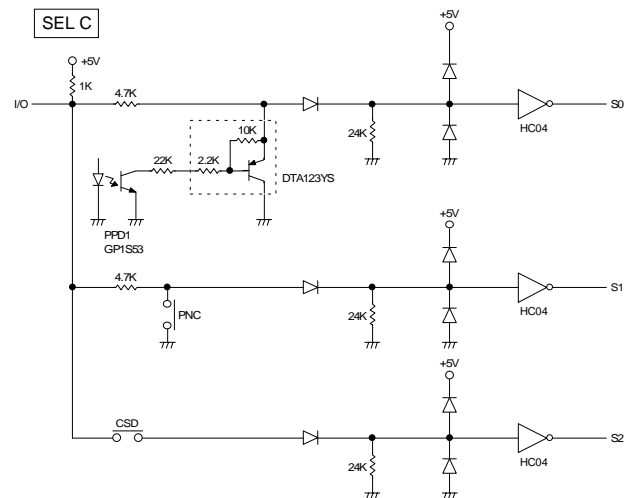 SEL C
+5V
+5V
1K
4.7K
I/O
S0
HC04
10K
24K
22K
2.2K
DTA123YS
PPD1
GP1S53
+5V
4.7K
S1
HC04
PNC
24K
+5V
CSD
S2
HC04
24K